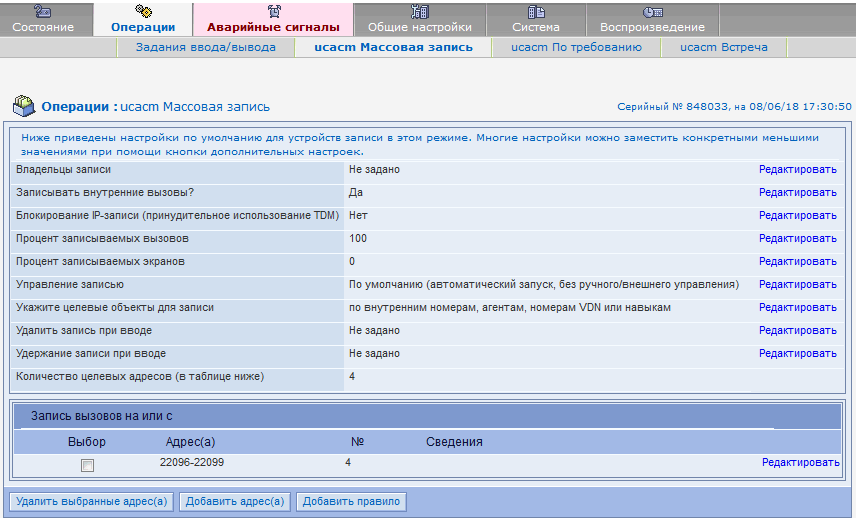 Состояние Операции Аварийные сигналы Общие настройки Система Воспроизведение
Задания ввода/вывода ucacm Массовая запись ucacm По требованию ucacm Встреча
Операции : ucacm Массовая запись Серийный № 848033, на 08/06/18 17:30:50
Ниже приведены настройки по умолчанию для устройств записи в этом режиме. Многие настройки можно заместить конкретными меньшими
значениями при помощи кнопки дополнительных настроек.
Владельцы записи Не задано Редактировать
Записывать внутренние вызовы? Да Редактировать
Блокирование IP-записи (принудительное использование TDM) Нет Редактировать
Процент записываемых вызовов 100 Редактировать
Процент записываемых экранов 0 Редактировать
Управление записью По умолчанию (автоматический запуск, без ручного/внешнего управления) Редактировать
Укажите целевые объекты для записи по внутренним номерам, агентам, номерам VDN или навыкам Редактировать
Удалить запись при вводе Не задано Редактировать
Удержание записи при вводе Не задано Редактировать
Количество целевых адресов (в таблице ниже) 4
Запись вызовов на или с
Выбор Адрес(а) № Сведения
22096-22099 4 Редактировать
Удалить выбранные адрес(а) Добавить адрес(а) Добавить правило